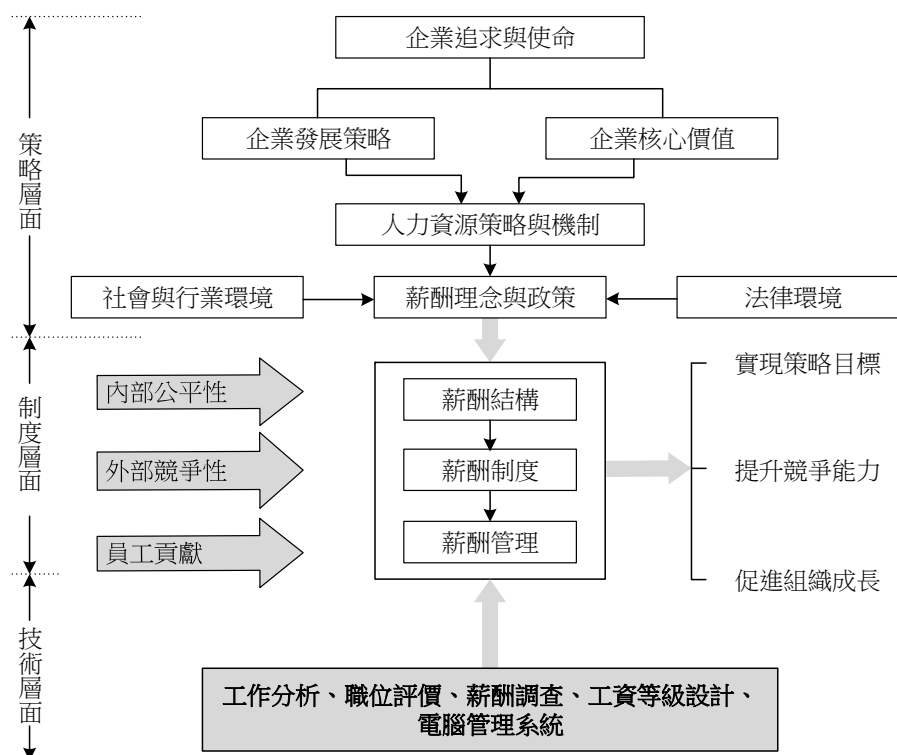 企業追求與使命
企業發展策略
企業核心價值
人力資源策略與機制
社會與行業環境
薪酬理念與政策
法律環境
策略層面
內部公平性
外部競爭性
員工貢獻
制度層面
薪酬結構
薪酬制度
薪酬管理
實現策略目標
提升競爭能力
促進組織成長
技術層面
工作分析、職位評價、薪酬調查、工資等級設計、
電腦管理系統